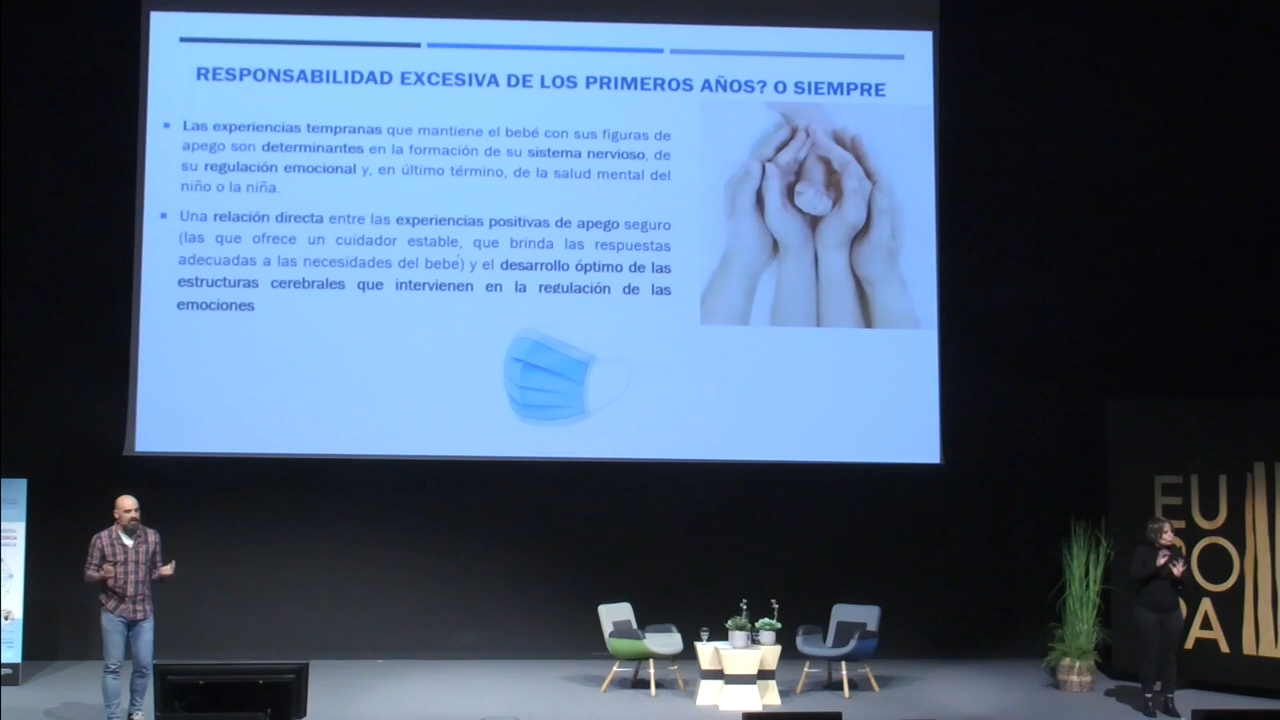 RESPONSABILIDAD EXCESIVA DE LOS PRIMEROS AÑOS? O SIEMPRE
Las experiencias tempranas que mantiene el bebé con sus figuras de
apego son determinantes en la formación de su sistema nervioso, de
su regulación emocional y, en último término, de la salud mental del
niño o la niña.
Una relación directa entre las experiencias positivas de apego seguro
(las que ofrece un cuidador estable, que brinda las respuestas
adecuadas a las necesidades del bebé) y el desarrollo óptimo de las
estructuras cerebrales que intervienen en la regulación de las
emociones
EU
RO
PA